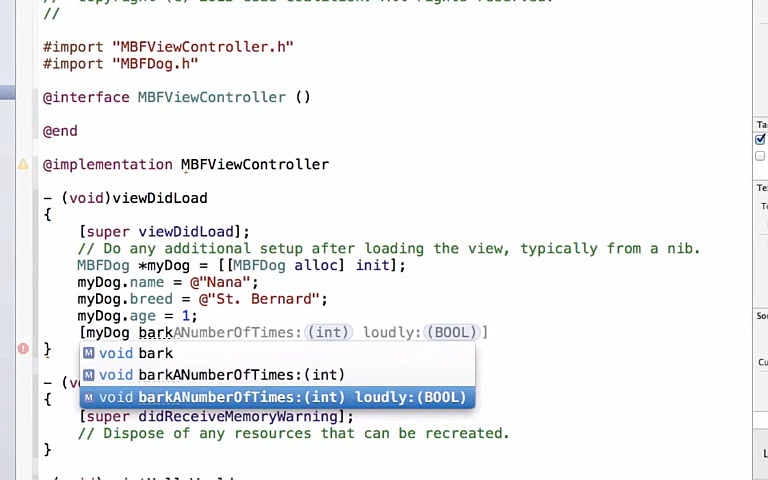 //
#import "MBFViewController.h"
#import "MBFDog.h"
@interface MBFViewController ()
@end
@implementation MBFViewController
- (void)viewDidLoad
{
[super viewDidLoad];
// Do any additional setup after loading the view, typically from a nib.
MBFDog *myDog = [[MBFDog alloc] init];
myDog.name = @"Nana";
myDog.breed = @"St. Bernard";
myDog.age = 1;
[myDog barkANumberOfTimes:(int) loudly:(BOOL)]
}
M void bark
M void barkANumberOfTimes:(int)
- (v
M void barkANumberOfTimes:(int) loudly:(BOOL)
{
[super didReceiveMemoryWarning];
// Dispose of any resources that can be recreated.
}